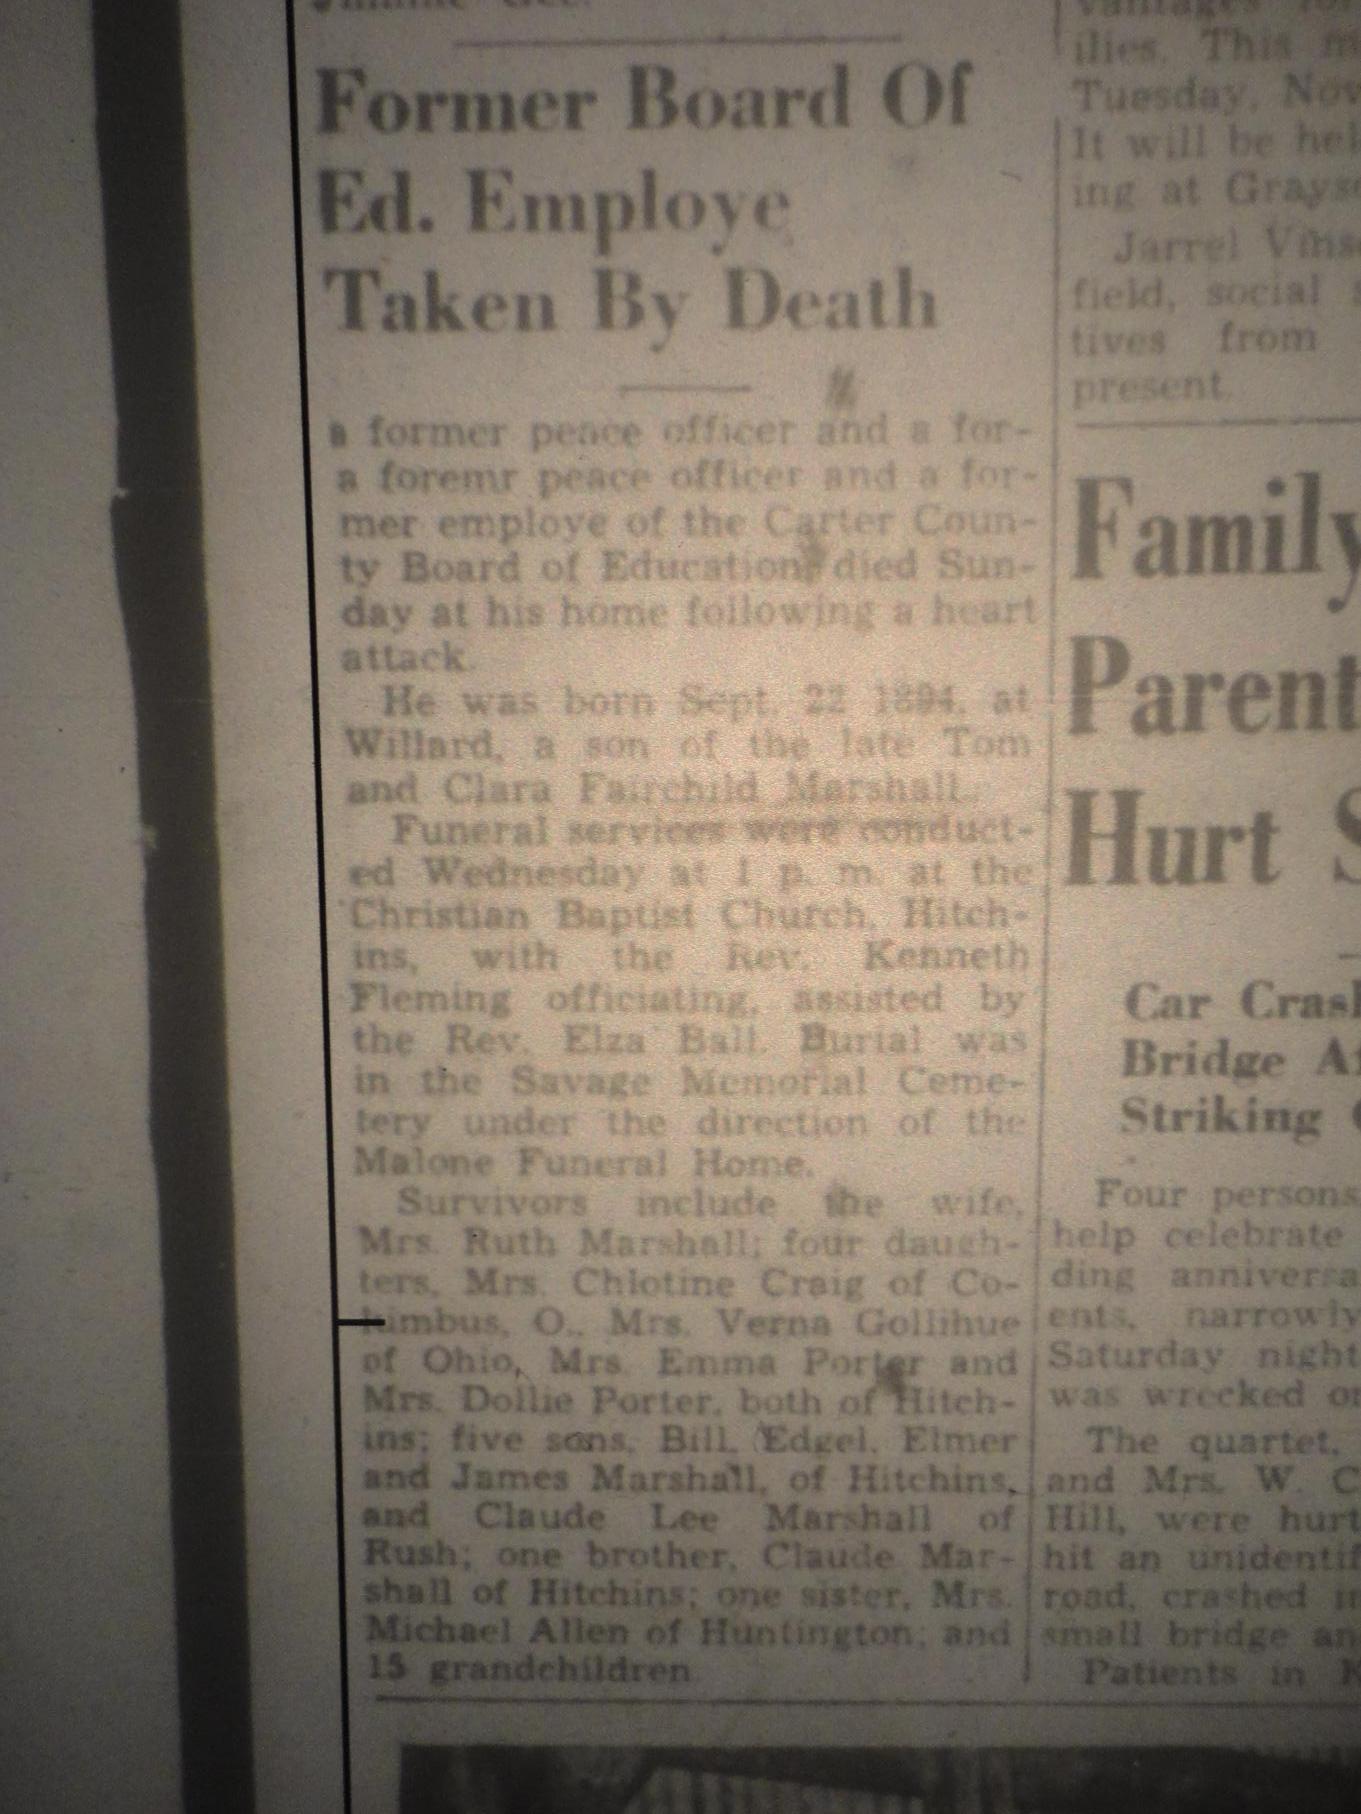 Former Board Of
Ed. Employe
Taken By Death
a former peace officer and a for-
a foremr peace officer and a for-
mer employe of the Carter Coun-
ty Board of Education died Sun-
day at his home following a heart
attack.
He was born Sept. 22 1894, at
Willard, a son of the late Tom
and Clara Fairchild Marshall.
Funeral services were conduct-
ed Wednesday at 1 p. m. at the
Christian Baptist Church, Hitch-
ins, with the Rev. Kenneth
Fleming officiating, assisted by
the Rev. Elza Ball. Burial was
in the Savage Memorial Ceme-
tery under the direction of the
Malone Funeral Home.
Survivors include the wife,
Mrs. Ruth Marshall; four daugh-
ters, Mrs. Chlotine Craig of Co-
lumbus, O., Mrs. Verna Gollihue
of Ohio, Mrs. Emma Porter and
Mrs. Dollie Porter, both of Hitch-
ins; five sons, Bill, Edgel, Elmer
and James Marshall, of Hitchins,
and Claude Lee Marshall of
Rush; one brother, Claude Mar-
shall of Hitchins; one sister, Mrs.
Michael Allen of Huntington; and
15 grandchildren
ilies. This
Tuesday, Nov
It will be
ing at
Jarrel
field, social
tives from
present.
Family
Parent
Hurt
Car
Bridge
Striking
Four persons
help celebrate
ding
ents, narrowly
Saturday night
was wrecked
The quartet,
and Mrs. W. C
Hill, were hurt
hit an
road, crashed
small bridge
Patients in